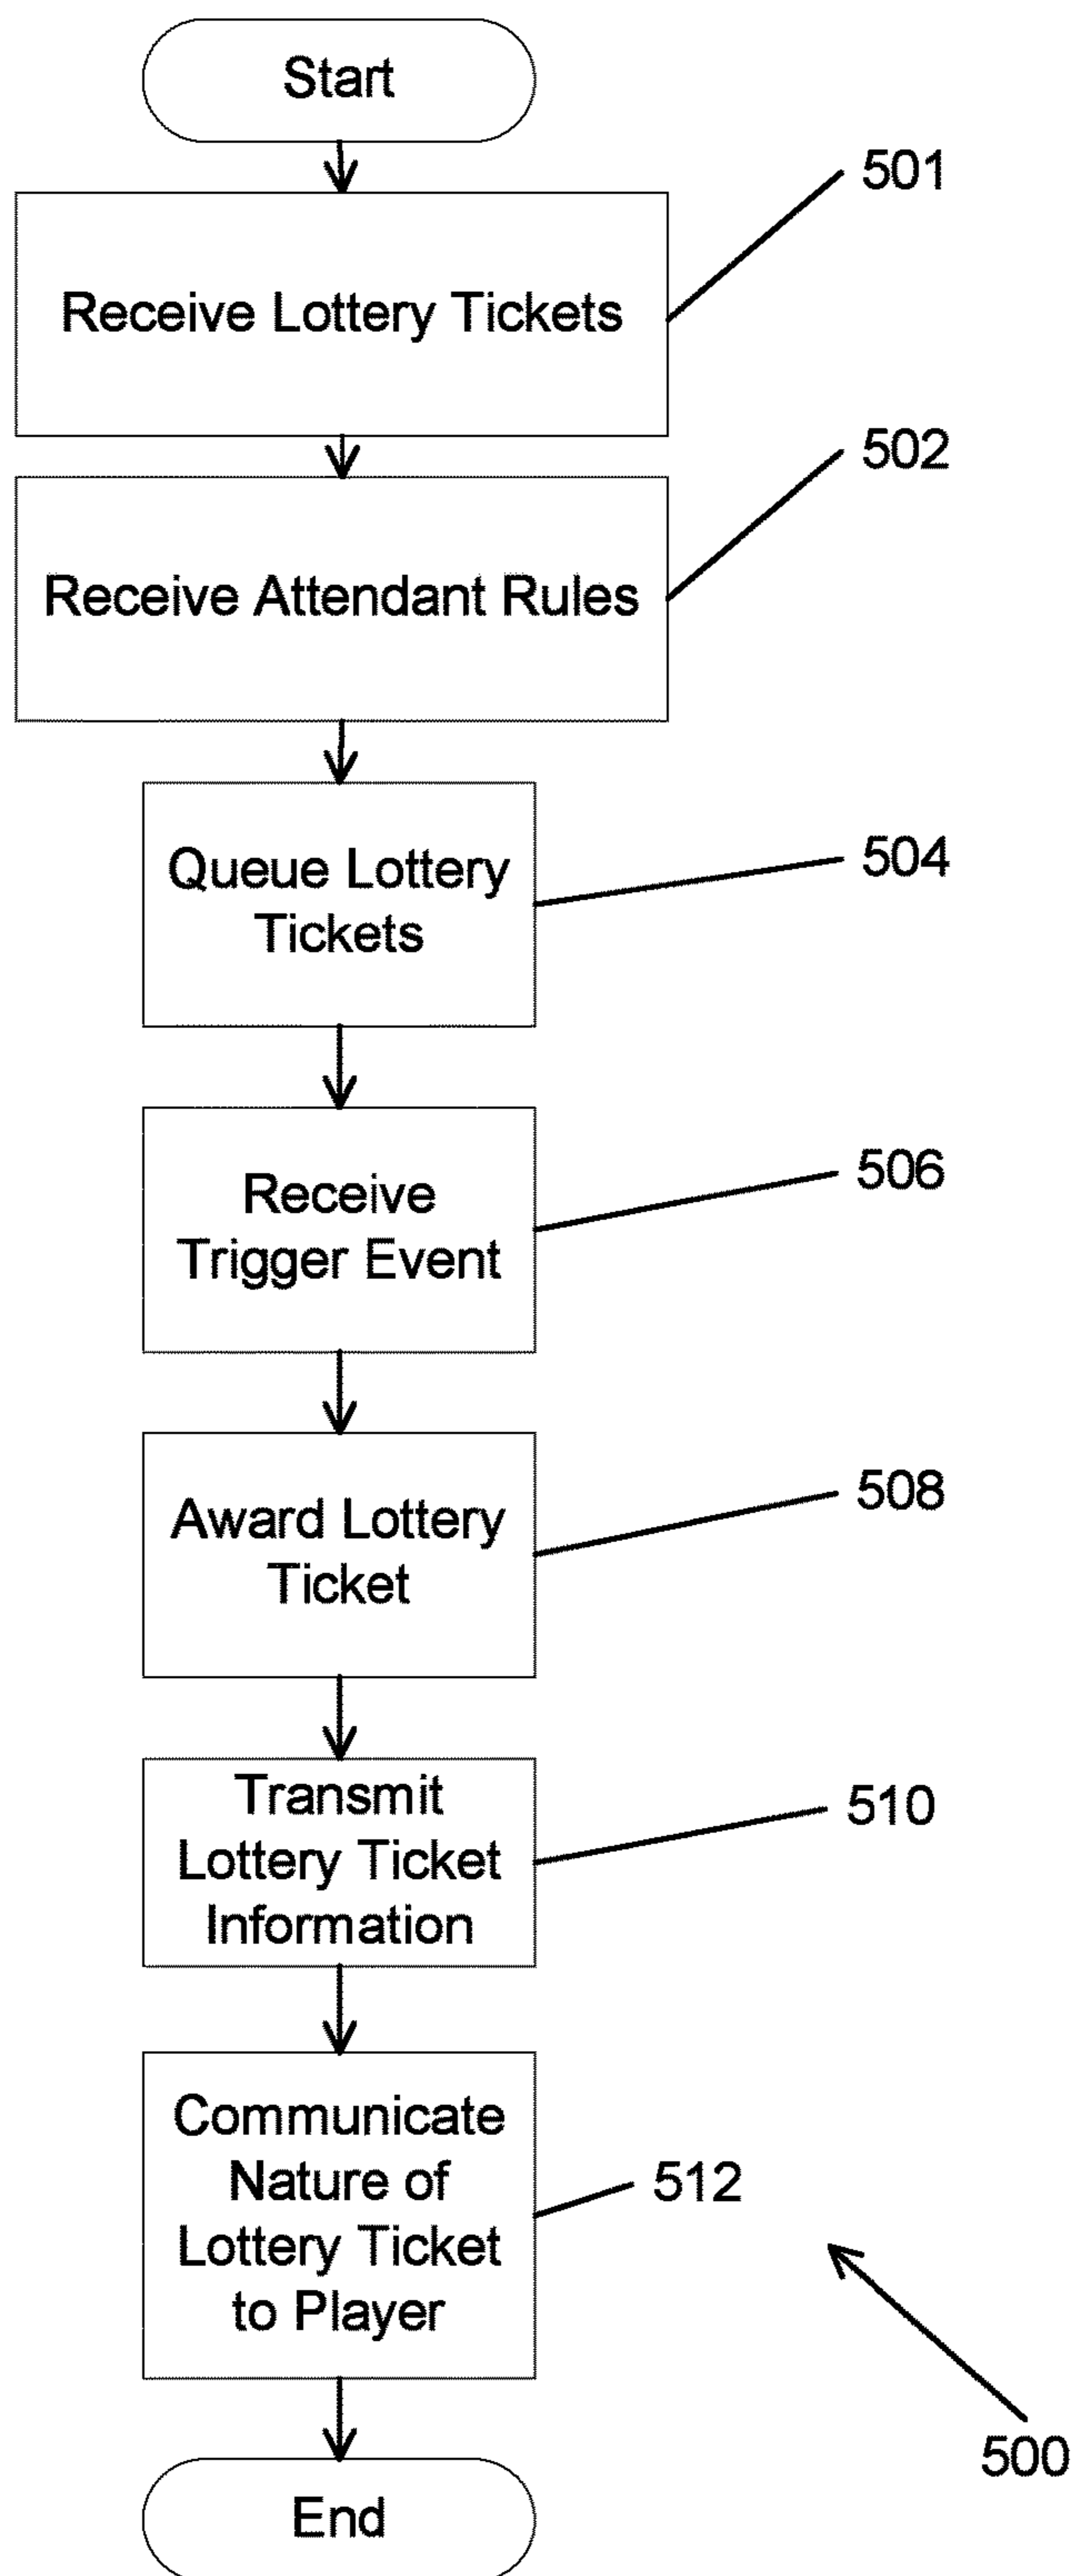 Start
501
Receive Lottery Tickets
502
Receive Attendant Rules
504
Queue Lottery
Tickets
506
Receive
Trigger Event
508
Award Lottery
Ticket
510
Transmit
Lottery Ticket
Information
512
Communicate
Nature of
Lottery Ticket
to Player
500
End